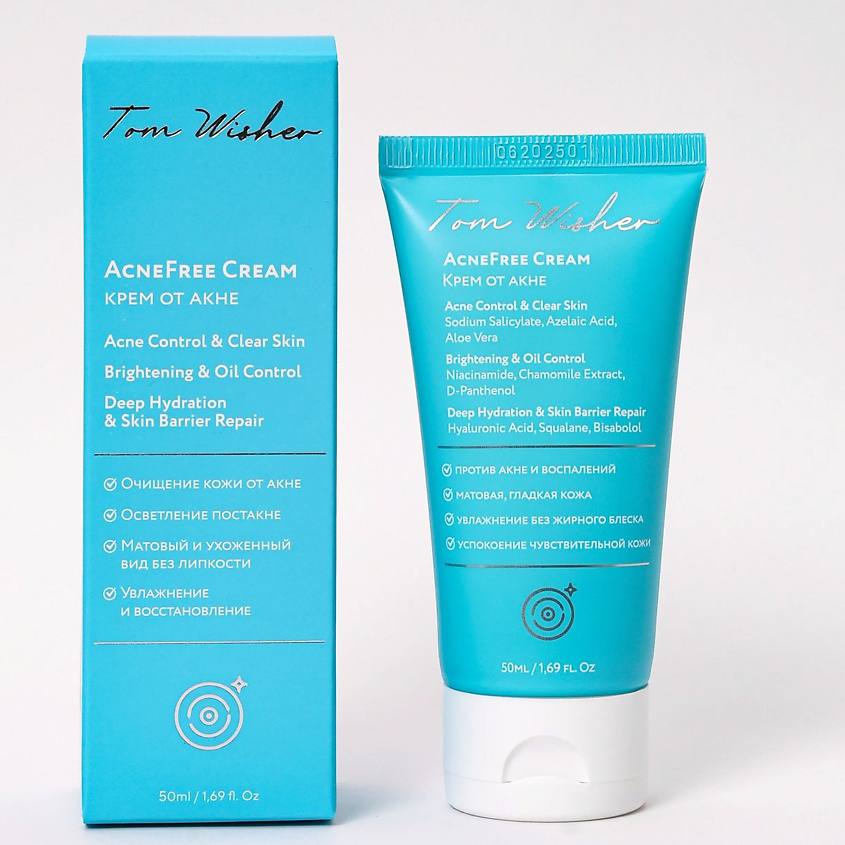 Tom Wisher
AcneFree Cream
крем от акне
Acne Control & Clear Skin
Brightening & Oil Control
Deep Hydration
& Skin Barrier Repair
Очищение кожи от акне
Осветление постакне
Матовый и ухоженный
вид без липкости
Увлажнение
и восстановление
50ml / 1,69 fl. Oz
06202501
Tom Wisher
AcneFree Cream
Крем от акне
Acne Control & Clear Skin
Sodium Salicylate, Azelaic Acid,
Aloe Vera
Brightening & Oil Control
Niacinamide, Chamomile Extract,
D-Panthenol
Deep Hydration & Skin Barrier Repair
Hyaluronic Acid, Squalane, Bisabolol
против акне и воспалений
матовая, гладкая кожа
увлажнение без жирного блеска
успокоение чувствительной кожи
50ml / 1,69 fl. Oz